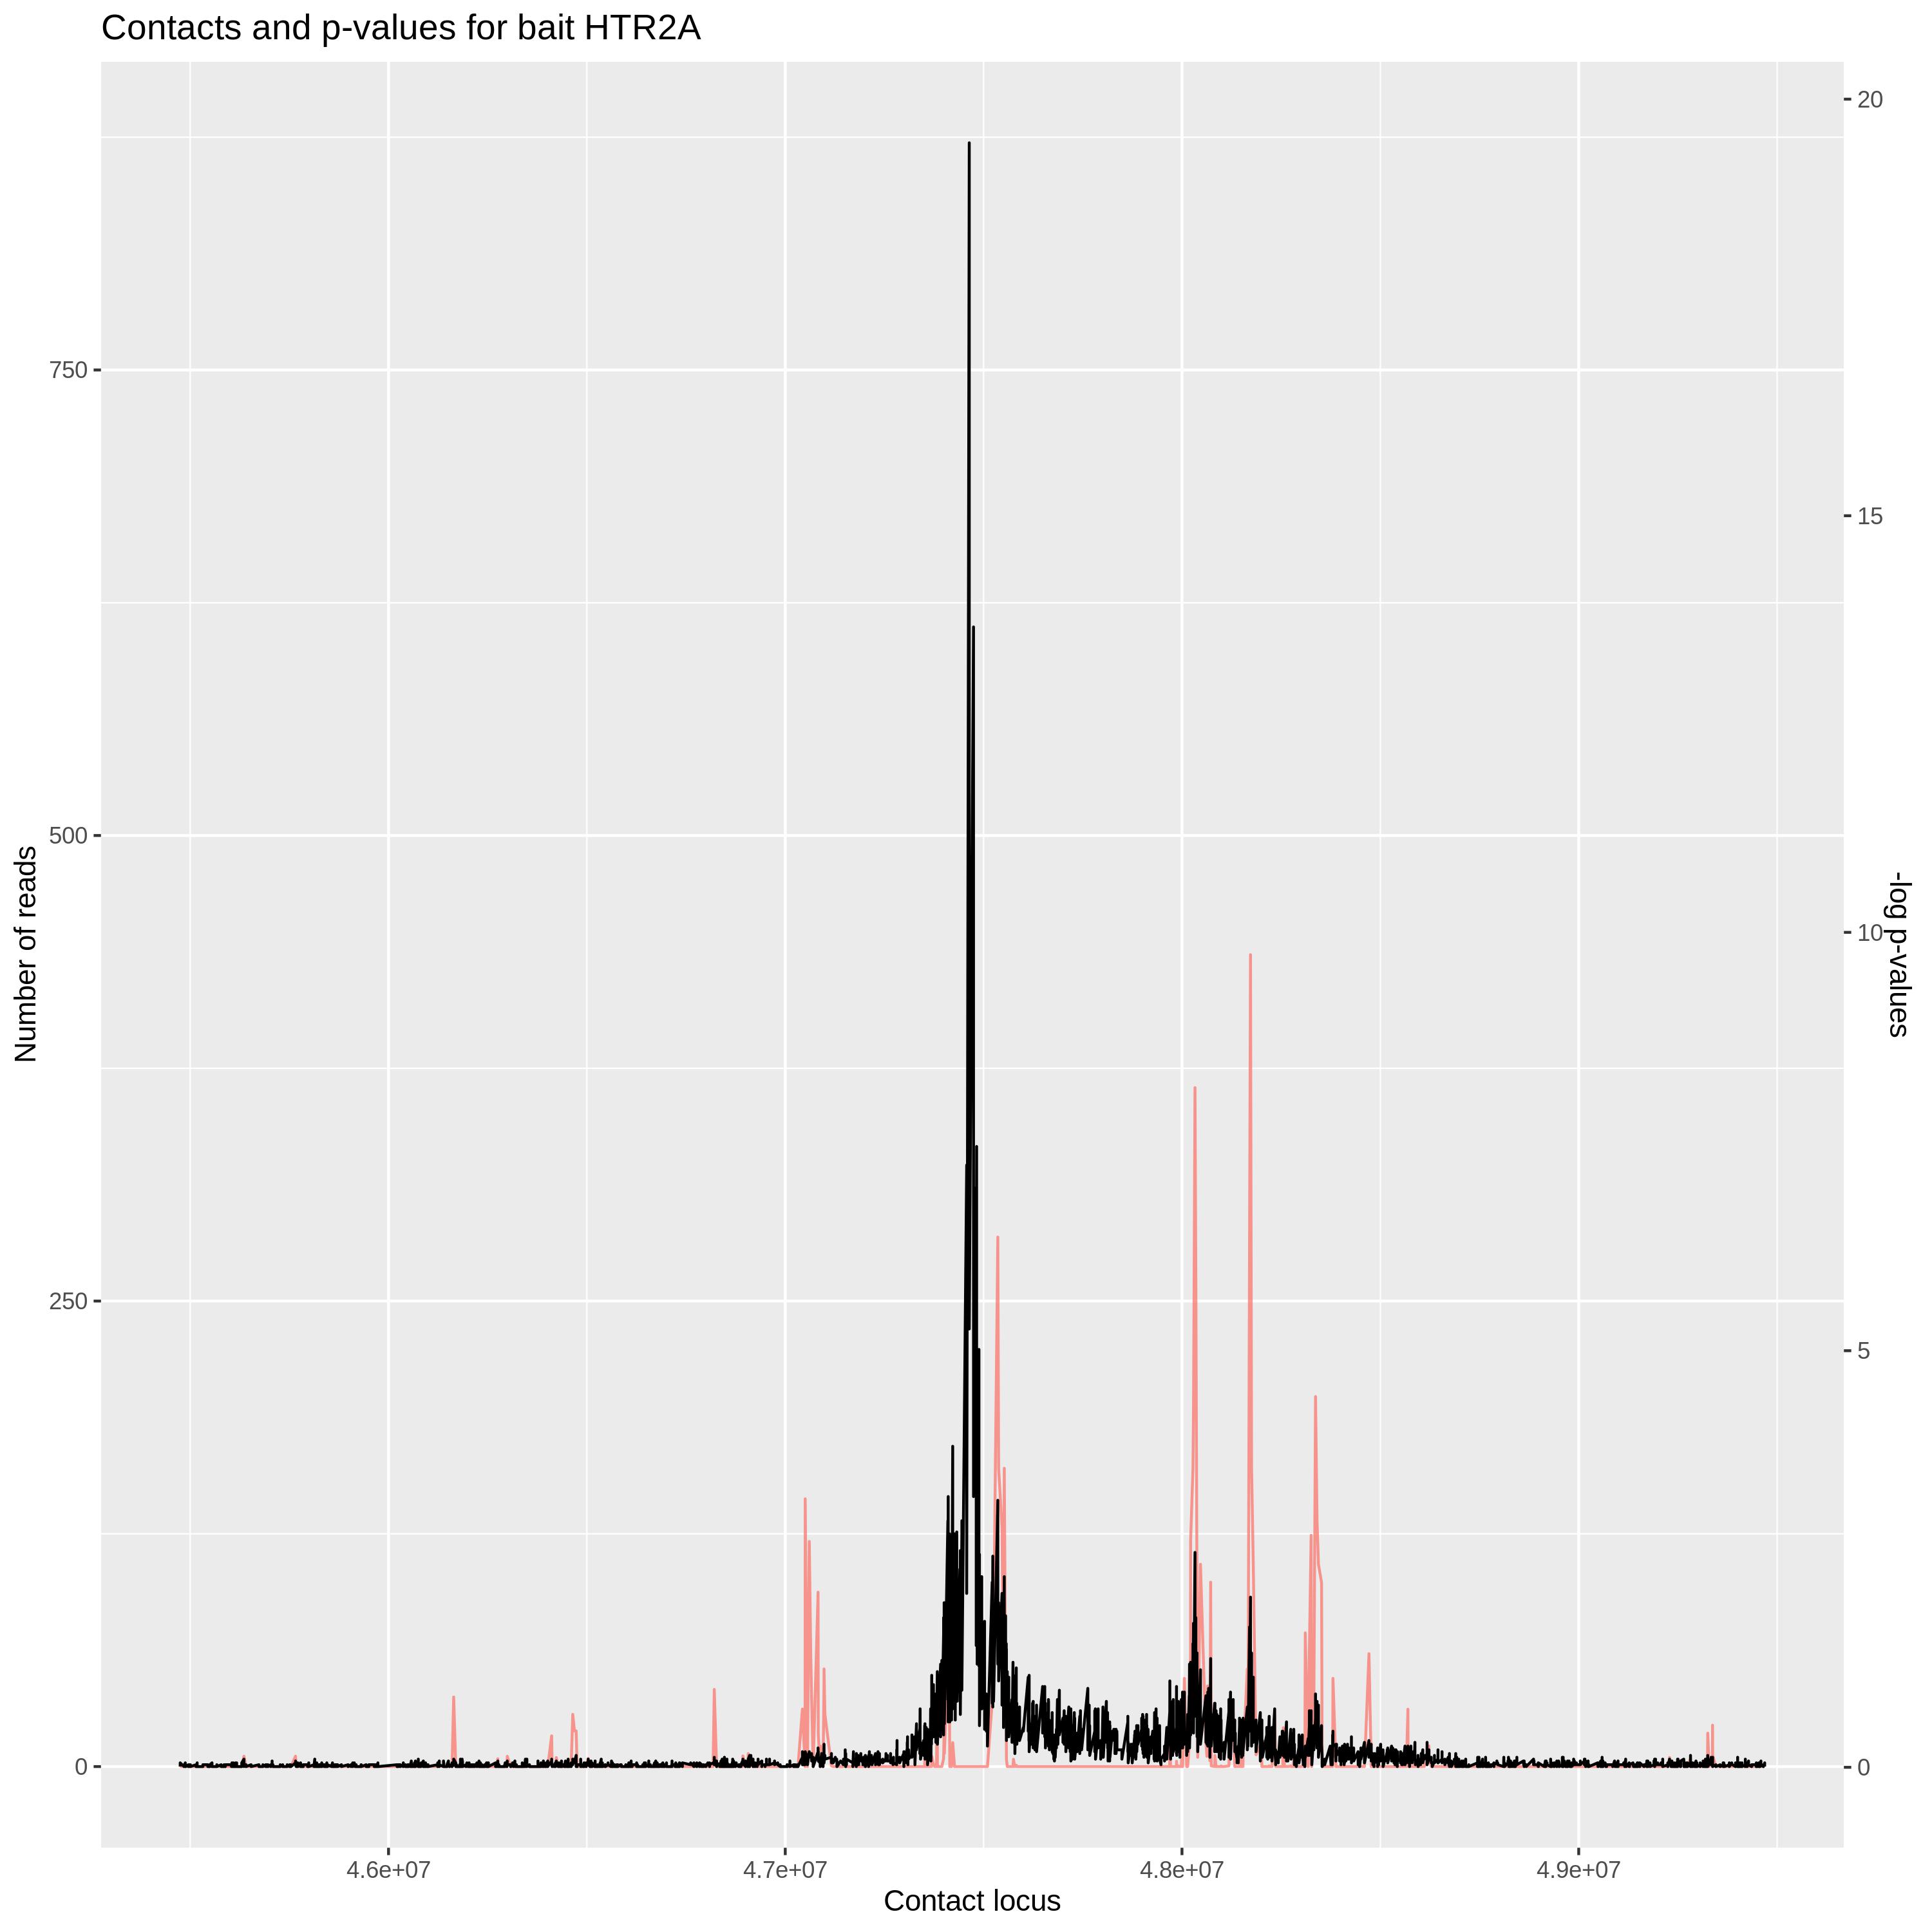 Contacts and p-values for bait HTR2A
Number of reads
750
500
250
0
20
15
10
5
0
-log p-values
4.6e+07
4.7e+07
4.8e+07
4.9e+07
Contact locus